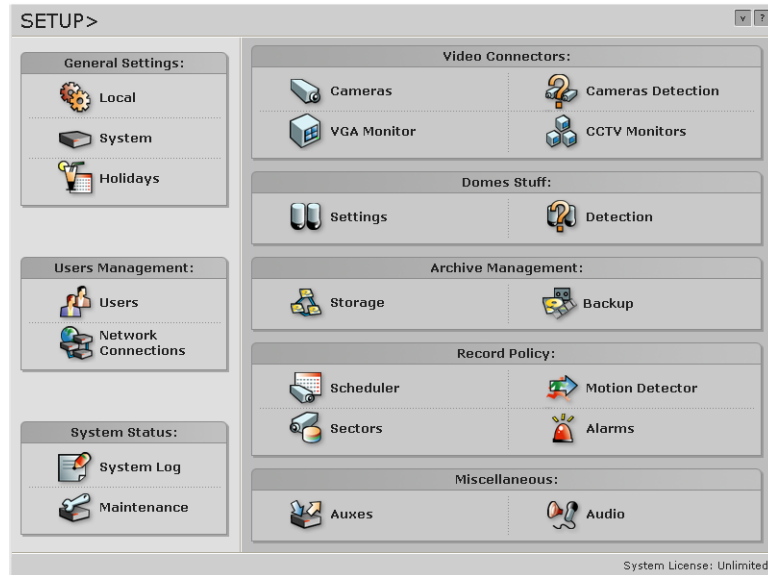 SETUP>
v ?
General Settings:
Local
System
Holidays
Users Management:
Users
Network
Connections
System Status:
System Log
Maintenance
Video Connectors:
Cameras
Cameras Detection
VGA Monitor
CCTV Monitors
Domes Stuff:
Settings
Detection
Archive Management:
Storage
Backup
Record Policy:
Scheduler
Motion Detector
Sectors
Alarms
Miscellaneous:
Auxes
Audio
System License: Unlimited